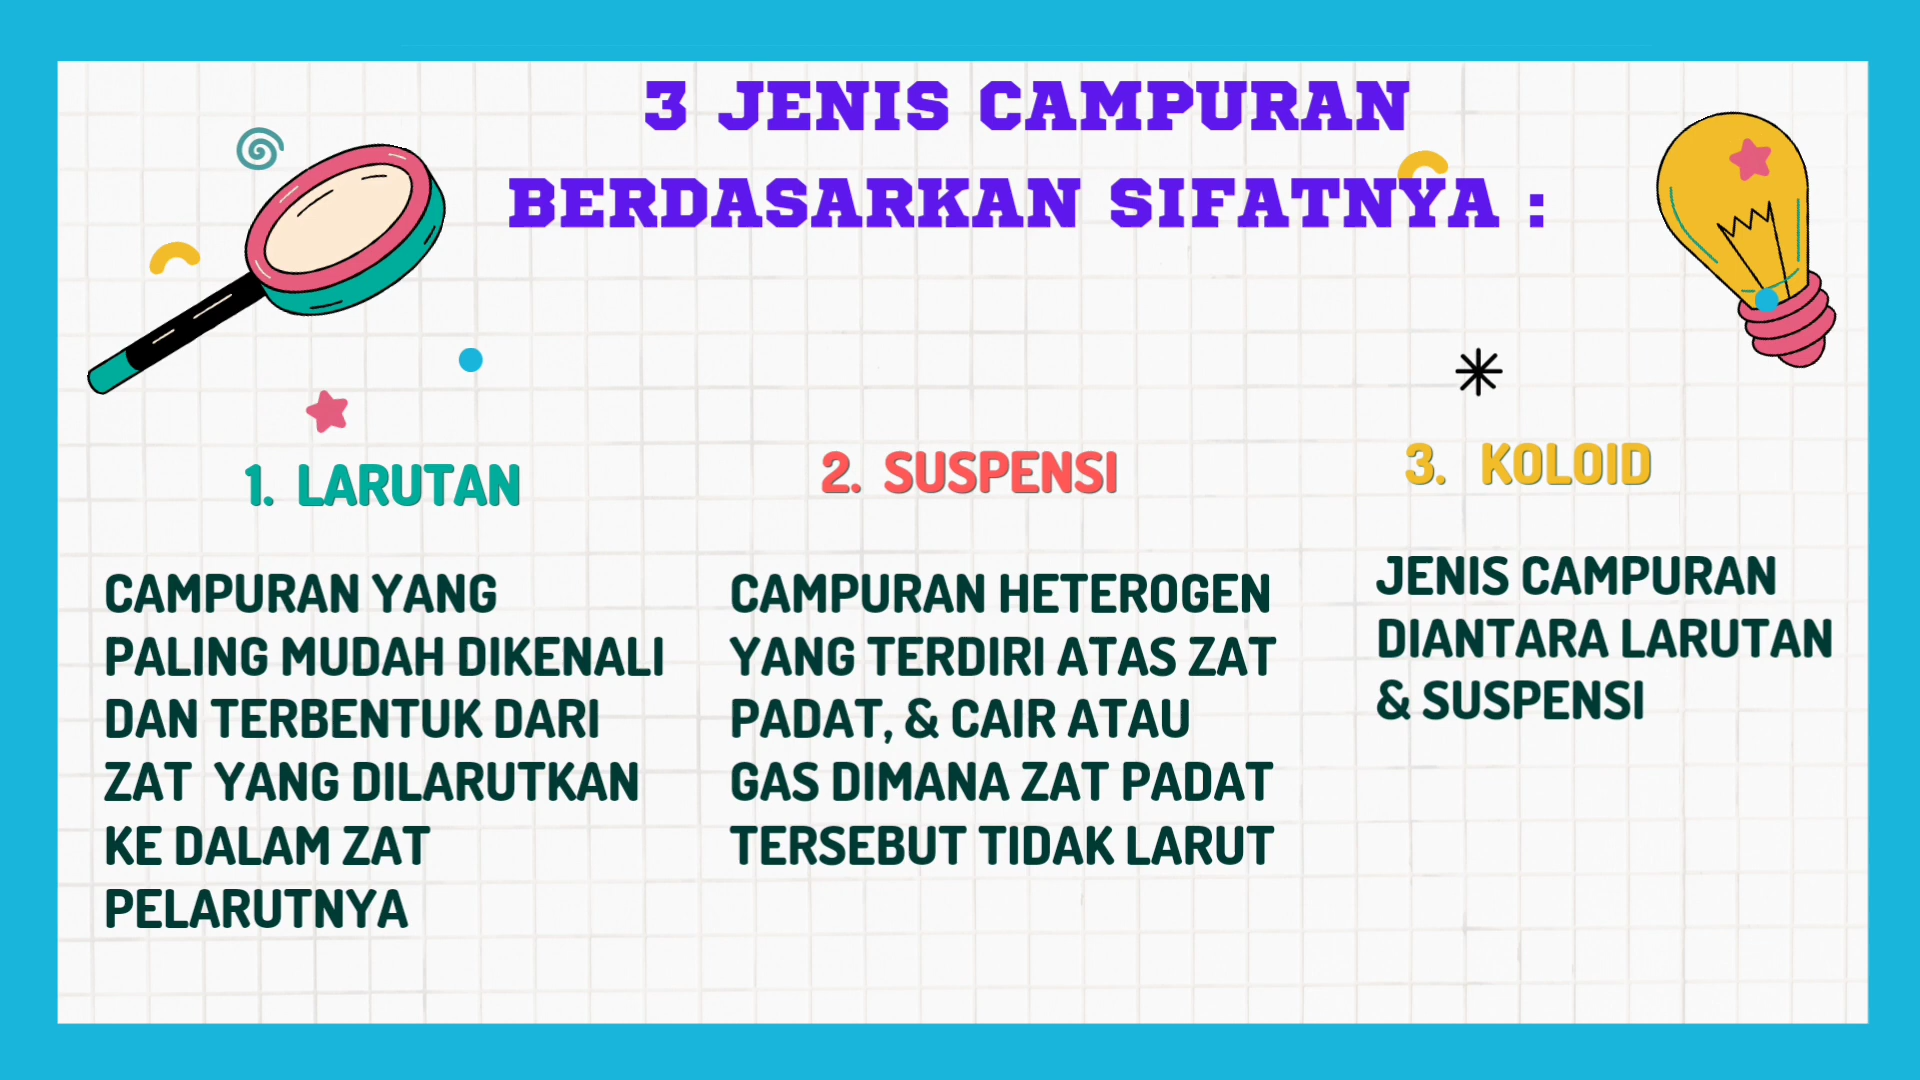 3 JENIS CAMPURAN
BERDASARKAN SIFATNYA :
1. LARUTAN
CAMPURAN YANG
PALING MUDAH DIKENALI
DAN TERBENTUK DARI
ZAT  YANG DILARUTKAN
KE DALAM ZAT
PELARUTNYA
2. SUSPENSI
CAMPURAN HETEROGEN
YANG TERDIRI ATAS ZAT
PADAT, & CAIR ATAU
GAS DIMANA ZAT PADAT
TERSEBUT TIDAK LARUT
3. KOLOID
JENIS CAMPURAN
DIANTARA LARUTAN
& SUSPENSI